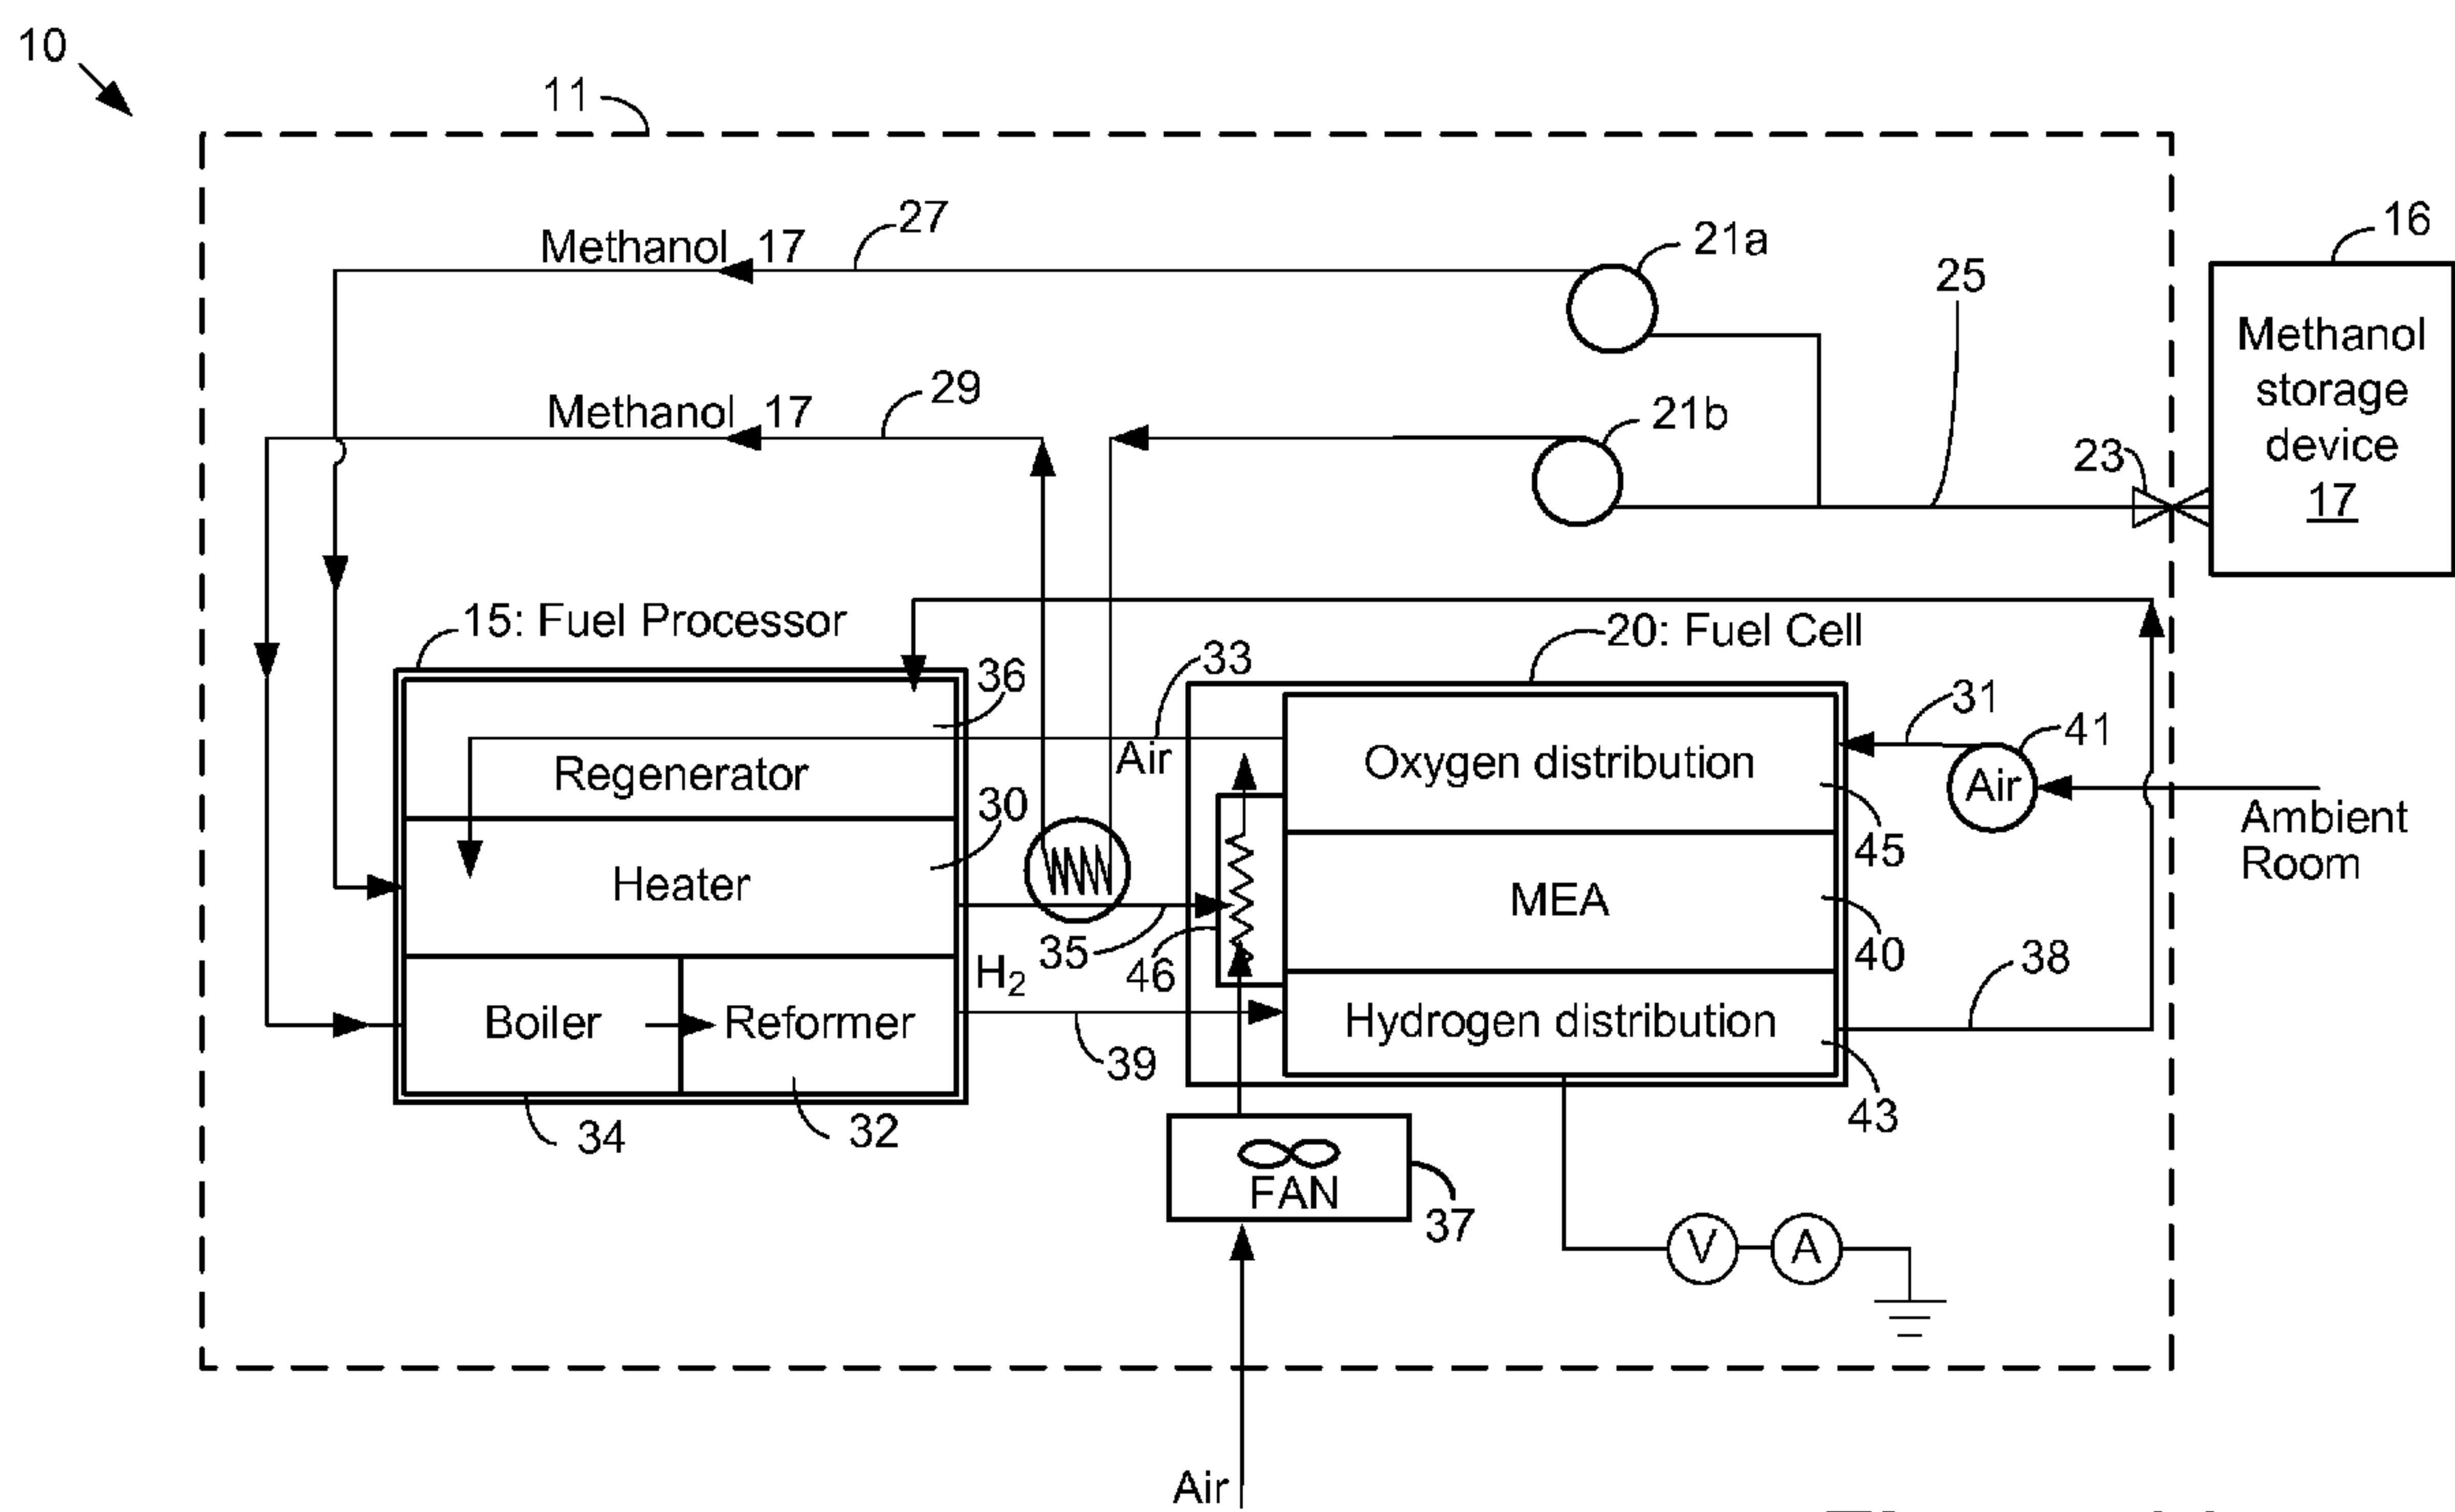 10
11
27
Methanol 17
21a
16
25
Methanol
storage
device
17
29
Methanol 17
21b
23
15: Fuel Processor
20: Fuel Cell
33
36
31
41
Air
Regenerator
Oxygen distribution
Air
Ambient
Room
30
45
Heater
MEA
35
46
40
38
H2
Boiler
Reformer
Hydrogen distribution
39
43
34
32
FAN
37
V
A
Air